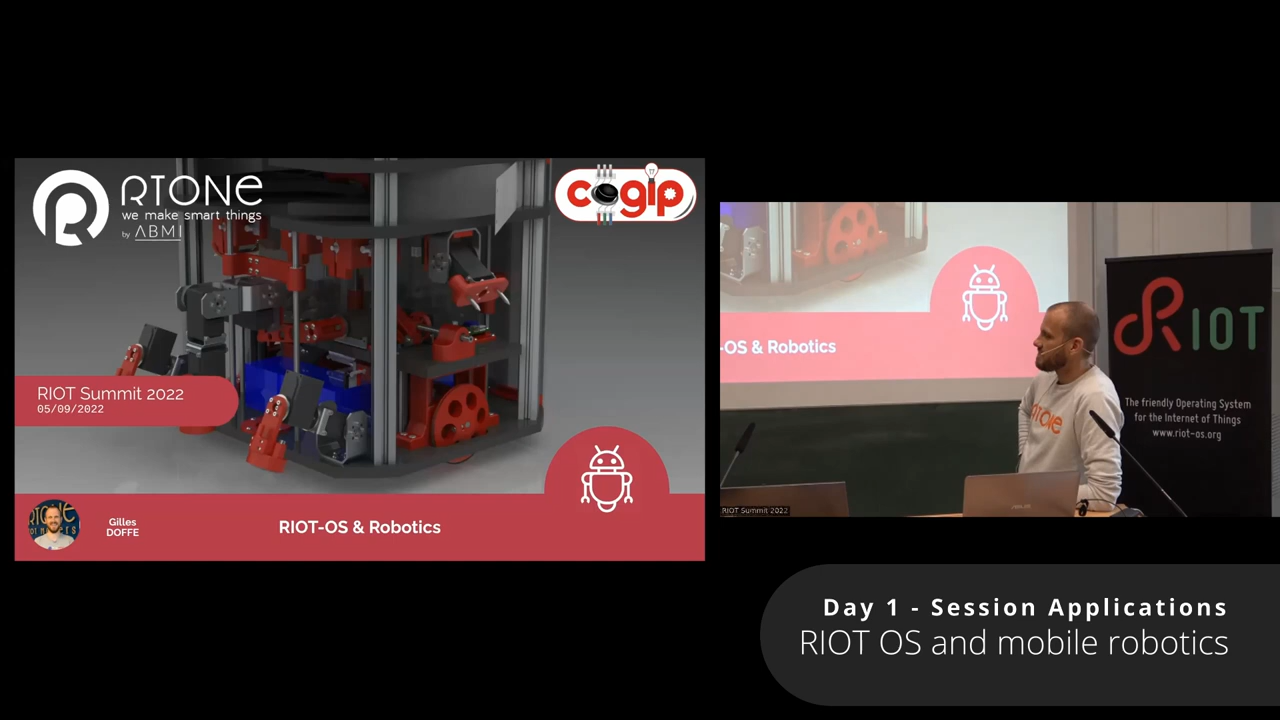 RTONE
we make smart things
by ABMI
cogip
RIOT Summit 2022
05/09/2022
Gilles
DOFFE
RIOT-OS & Robotics
-OS & Robotics
RIOT
The friendly Operating System
for the Internet of Things
www.riot-os.org
RIOT Summit 2022
Day 1 - Session Applications
RIOT OS and mobile robotics